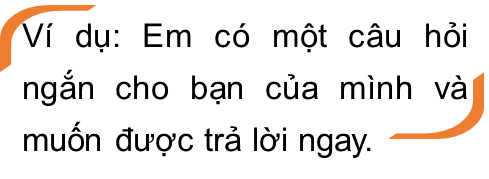 Ví dụ: Em có một câu hỏi
ngắn cho bạn của mình và
muốn được trả lời ngay.